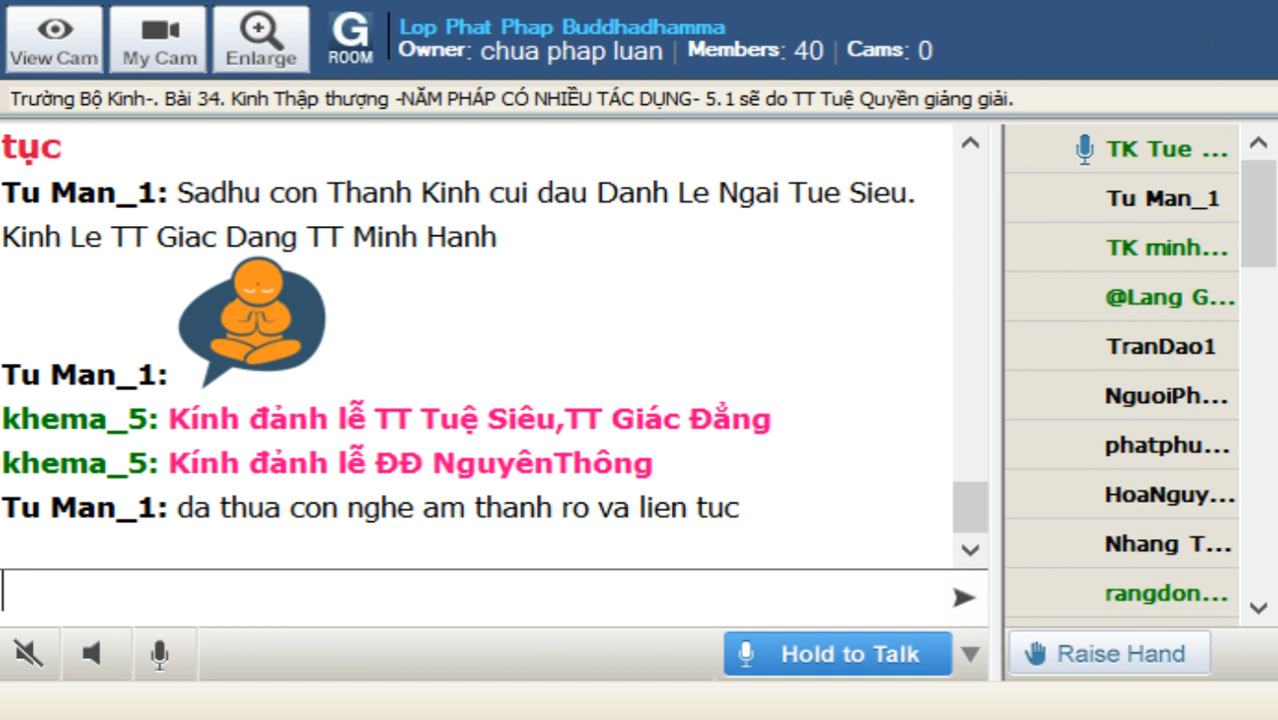 View Cam
My Cam
Enlarge
G
ROOM
Lop Phat Phap Buddhadhamma
Owner: chua phap luan | Members: 40 | Cams: 0
Trường Bộ Kinh-. Bài 34. Kinh Thập thượng -NĂM PHÁP CÓ NHIỀU TÁC DỤNG- 5.1 sẽ do TT Tuệ Quyền giảng giải.
tục
Tu Man_1: Sadhu con Thanh Kinh cui dau Danh Le Ngai Tue Sieu.
Kinh Le TT Giac Dang TT Minh Hanh
Tu Man_1:
khema_5: Kính đảnh lễ TT Tuệ Siêu,TT Giác Đẳng
khema_5: Kính đảnh lễ ĐĐ NguyênThông
Tu Man_1: da thua con nghe am thanh ro va lien tuc
TK Tue ...
Tu Man_1
TK minh...
@Lang G...
TranDao1
NguoiPh...
phatphu...
HoaNguy...
Nhang T...
rangdon...
Hold to Talk
Raise Hand